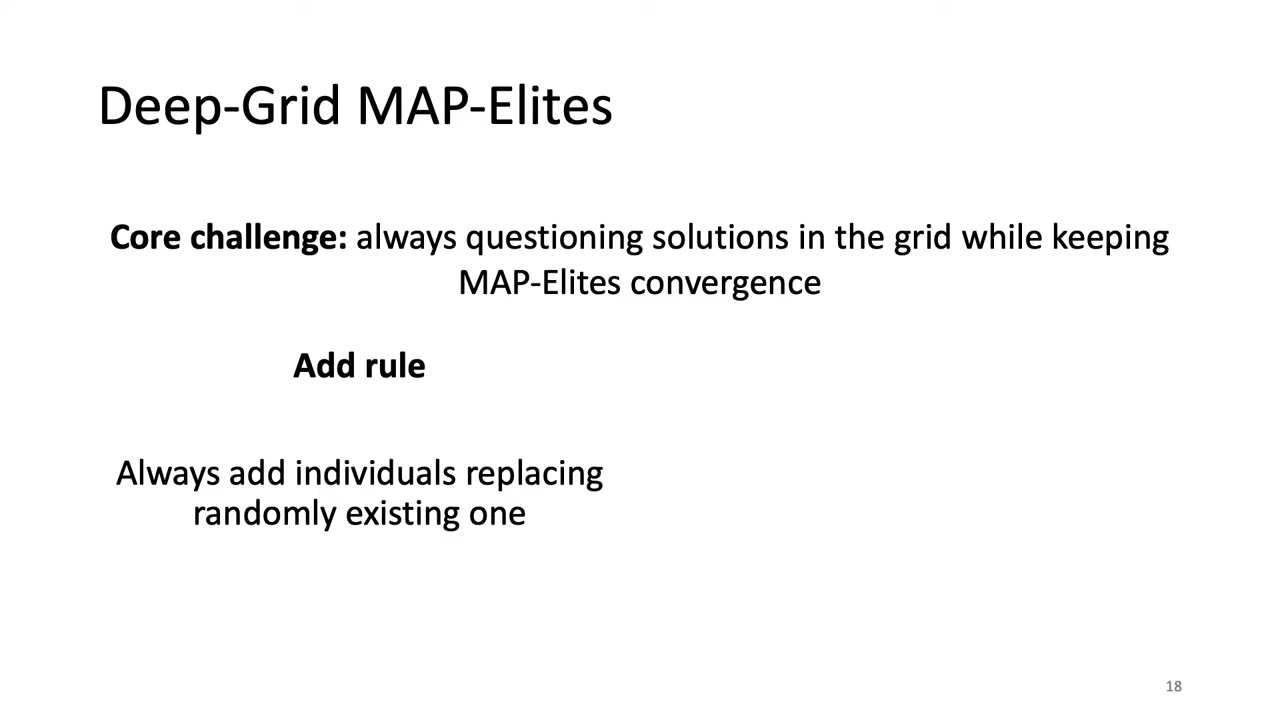 Deep-Grid MAP-Elites
Core challenge: always questioning solutions in the grid while keeping
MAP-Elites convergence
Add rule
Always add individuals replacing
randomly existing one
18